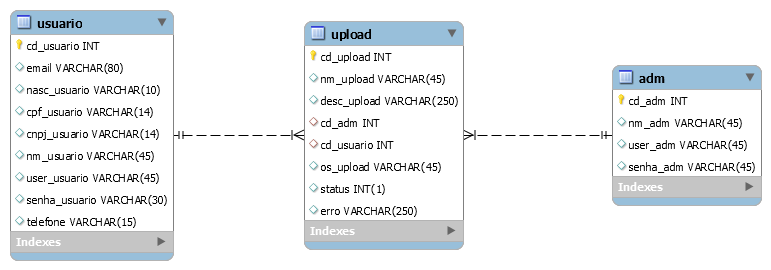 usuario
cd_usuario INT
email VARCHAR(80)
nasc_usuario VARCHAR(10)
cpf_usuario VARCHAR(14)
cnpj_usuario VARCHAR(14)
nm_usuario VARCHAR(45)
user_usuario VARCHAR(45)
senha_usuario VARCHAR(30)
telefone VARCHAR(15)
Indexes
upload
cd_upload INT
nm_upload VARCHAR(45)
desc_upload VARCHAR(250)
cd_adm INT
cd_usuario INT
os_upload VARCHAR(45)
status INT(1)
erro VARCHAR(250)
Indexes
adm
cd_adm INT
nm_adm VARCHAR(45)
user_adm VARCHAR(45)
senha_adm VARCHAR(45)
Indexes